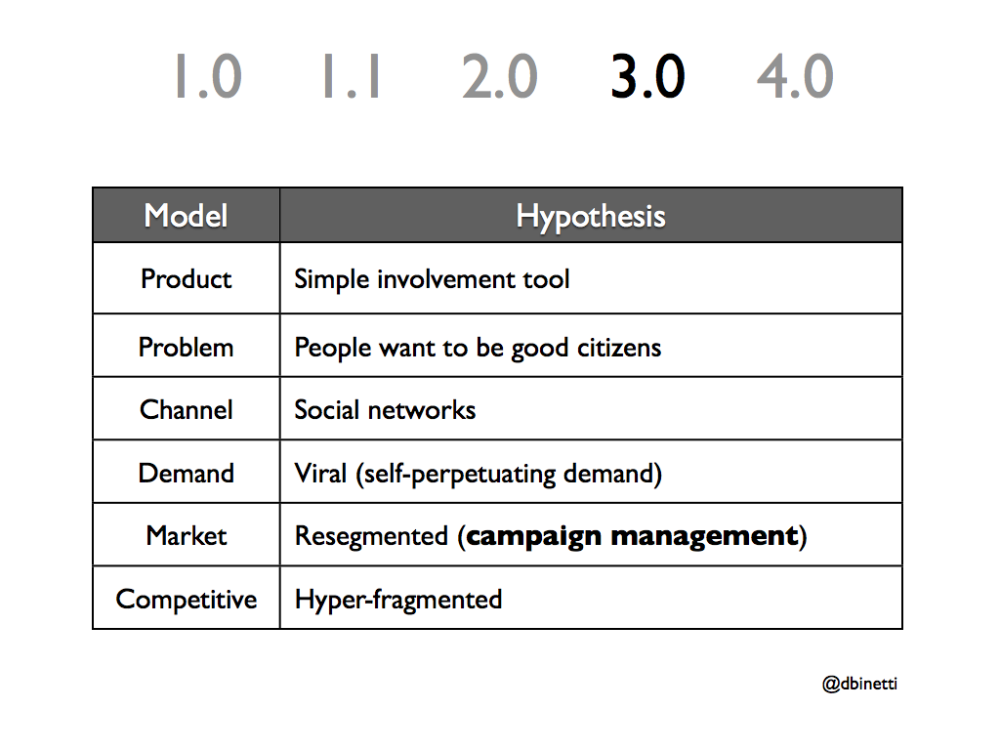 1.0 1.1 2.0 3.0 4.0
Model Hypothesis
Product Simple involvement tool
Problem People want to be good citizens
Channel Social networks
Demand Viral (self-perpetuating demand)
Market Resegmented (campaign management)
Competitive Hyper-fragmented
@dbinetti